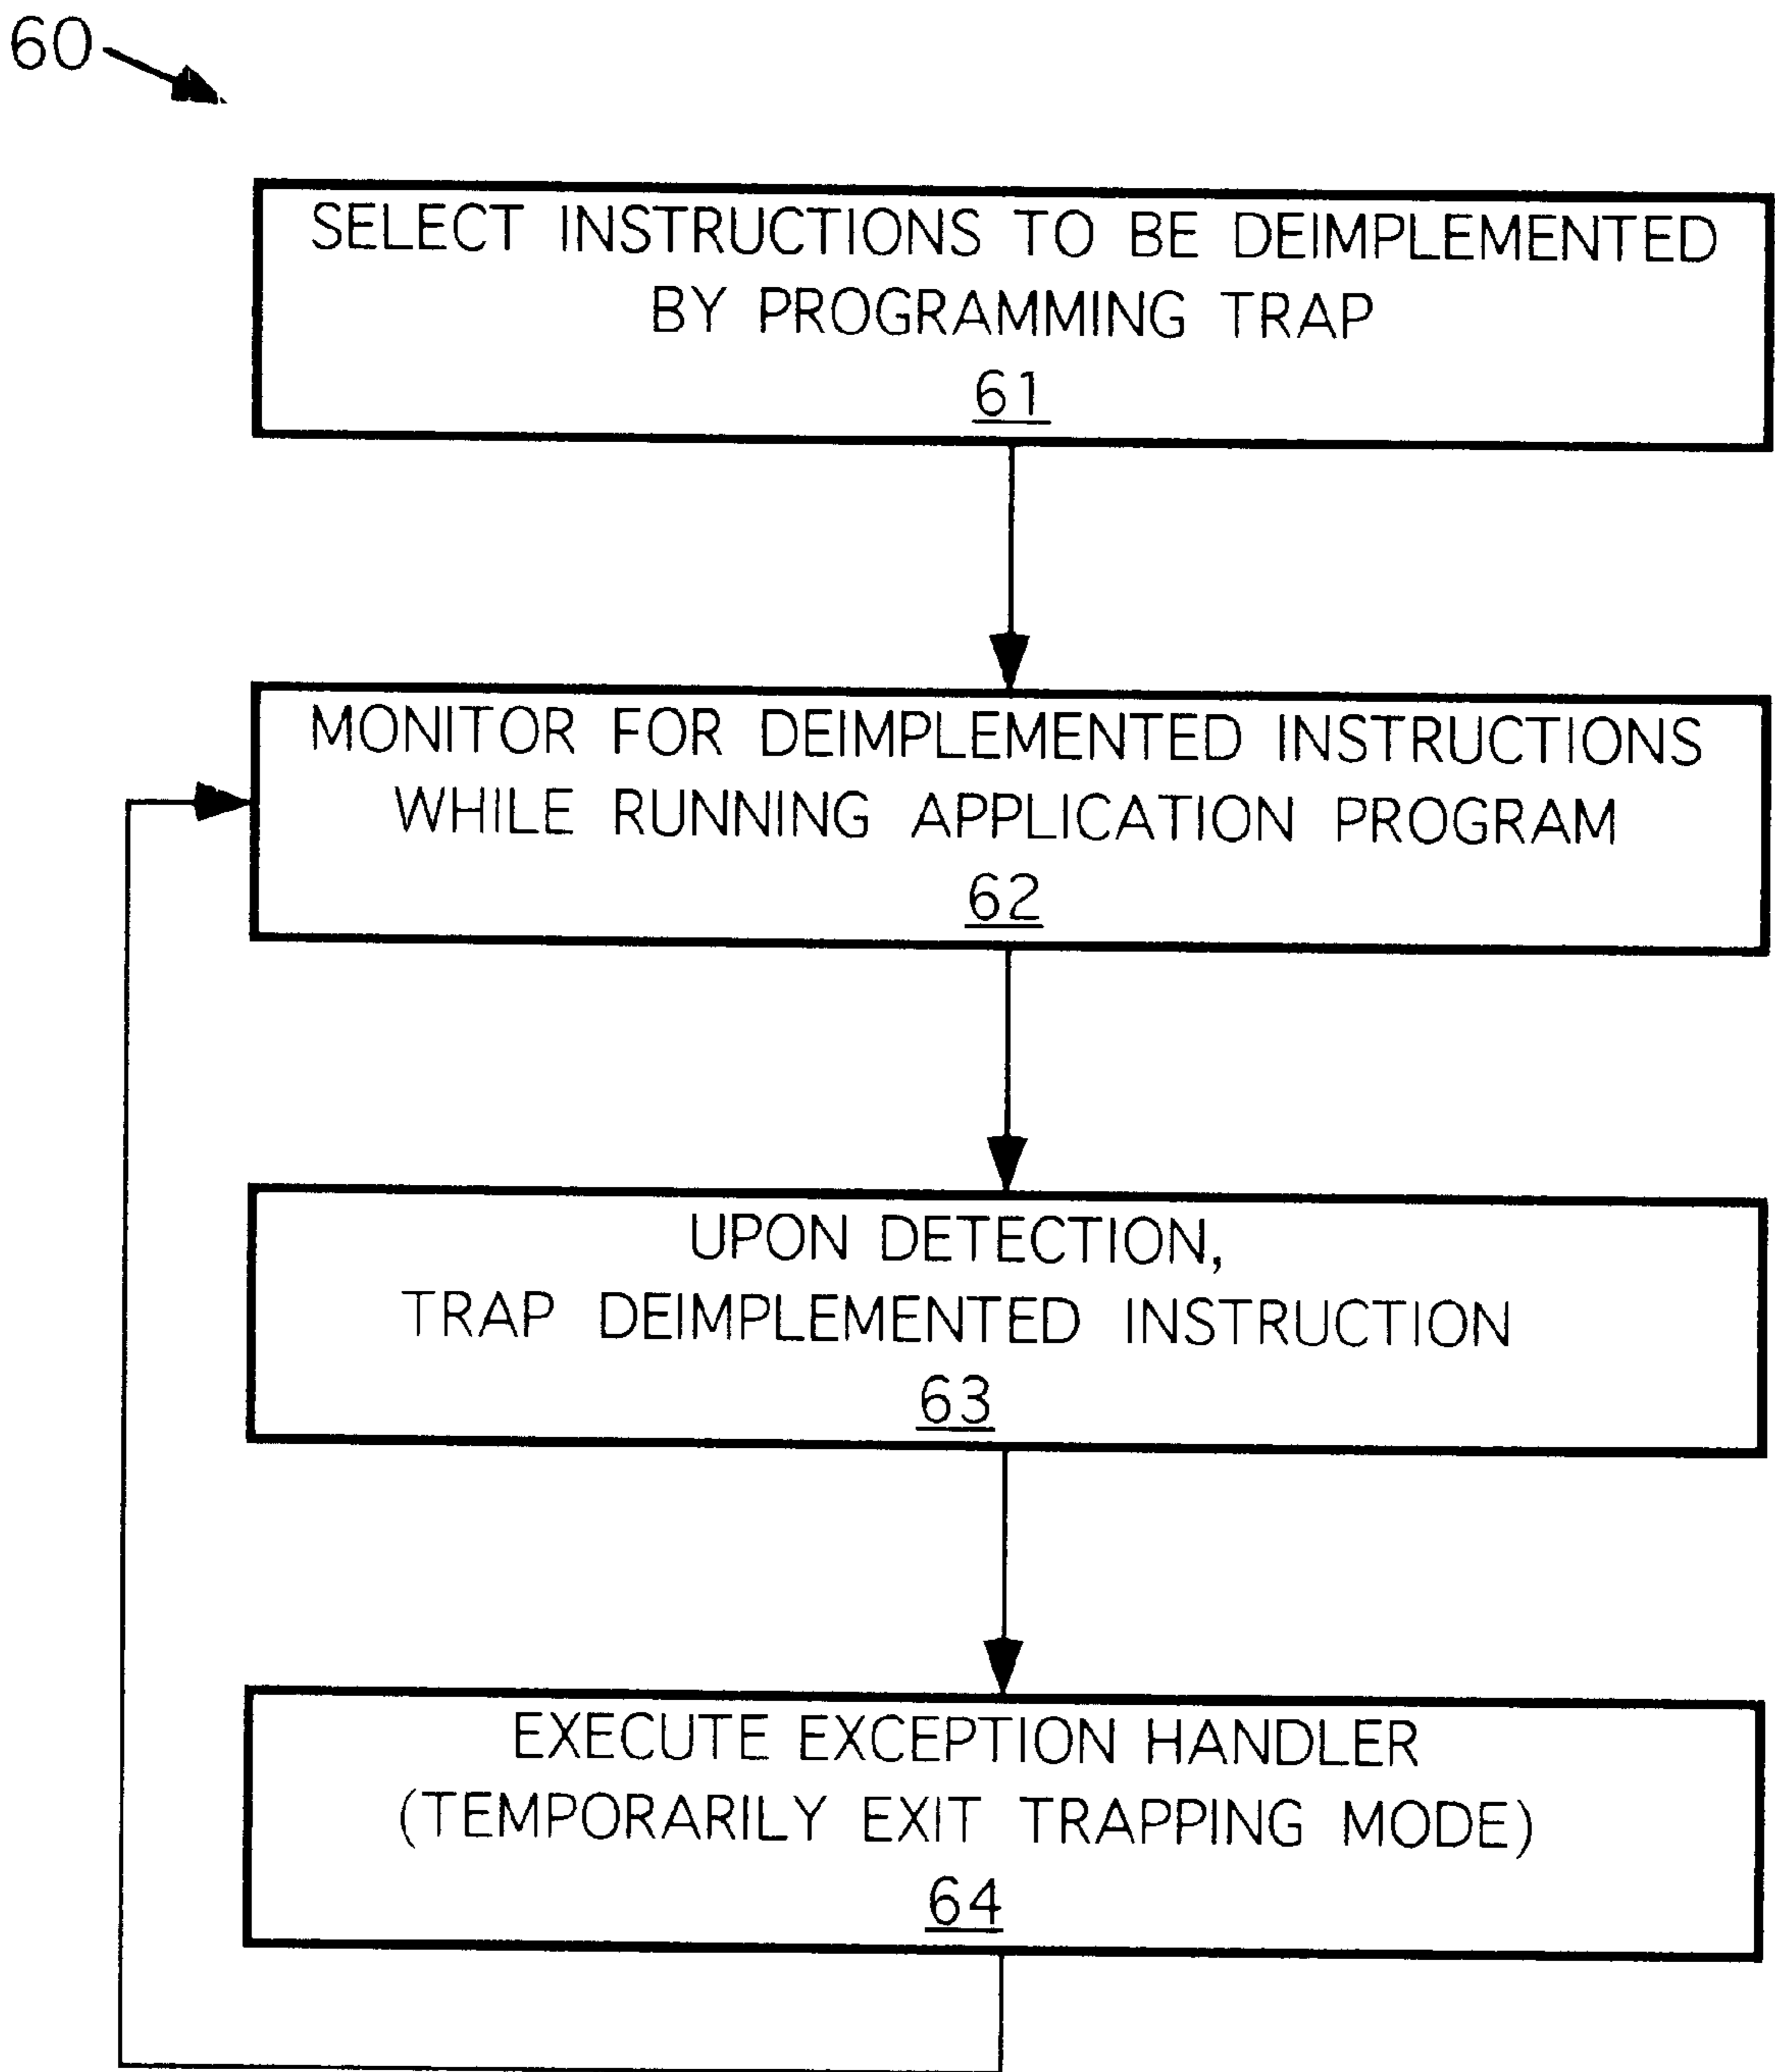 60
SELECT INSTRUCTIONS TO BE DEIMPLEMENTED
BY PROGRAMMING TRAP
61
MONITOR FOR DEIMPLEMENTED INSTRUCTIONS
WHILE RUNNING APPLICATION PROGRAM
62
UPON DETECTION,
TRAP DEIMPLEMENTED INSTRUCTION
63
EXECUTE EXCEPTION HANDLER
(TEMPORARILY EXIT TRAPPING MODE)
64